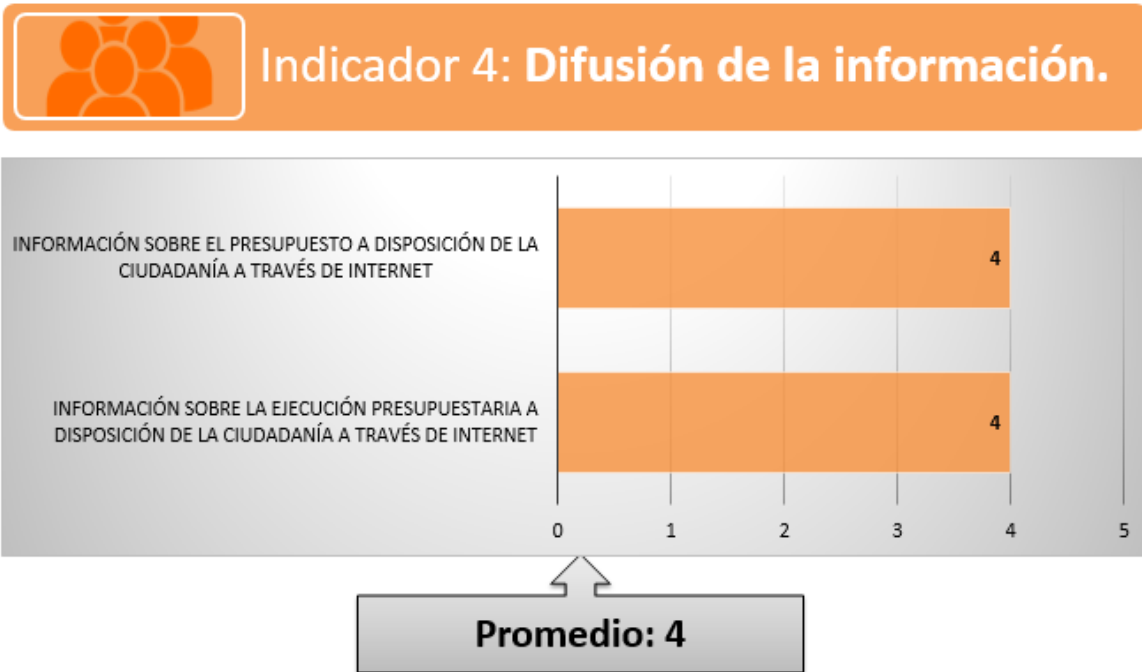 Indicador 4: Difusión de la información.
INFORMACIÓN SOBRE EL PRESUPUESTO A DISPOSICIÓN DE LA
CIUDADANÍA A TRAVÉS DE INTERNET
4
INFORMACIÓN SOBRE LA EJECUCIÓN PRESUPUESTARIA A
DISPOSICIÓN DE LA CIUDADANÍA A TRAVÉS DE INTERNET
4
0 1 2 3 4 5
Promedio: 4